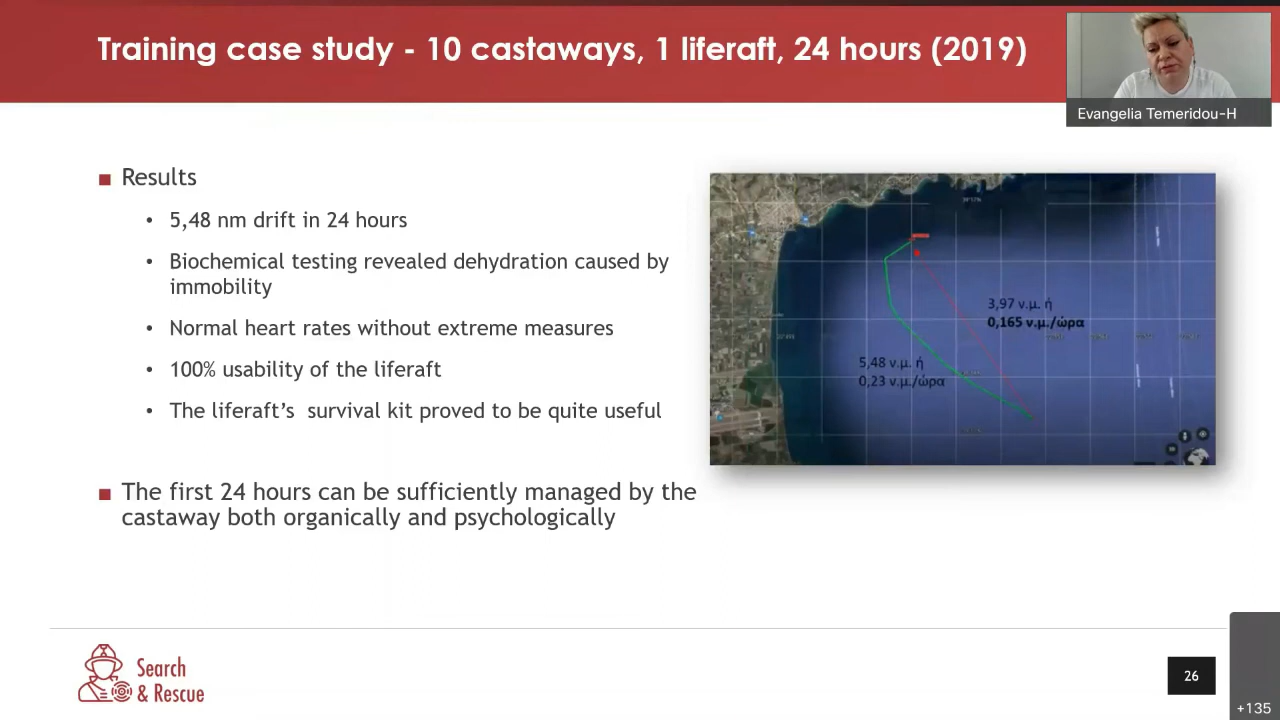 Training case study - 10 castaways, 1 liferaft, 24 hours (2019)
Evangelia Temeridou-H
■ Results
• 5,48 nm drift in 24 hours
• Biochemical testing revealed dehydration caused by
immobility
• Normal heart rates without extreme measures
• 100% usability of the liferaft
• The liferaft’s survival kit proved to be quite useful
■ The first 24 hours can be sufficiently managed by the
castaway both organically and psychologically
3,97 ν.μ. ή
0,165 ν.μ./ώρα
5,48 ν.μ. ή
0,23 ν.μ./ώρα
Search
& Rescue
26
+135